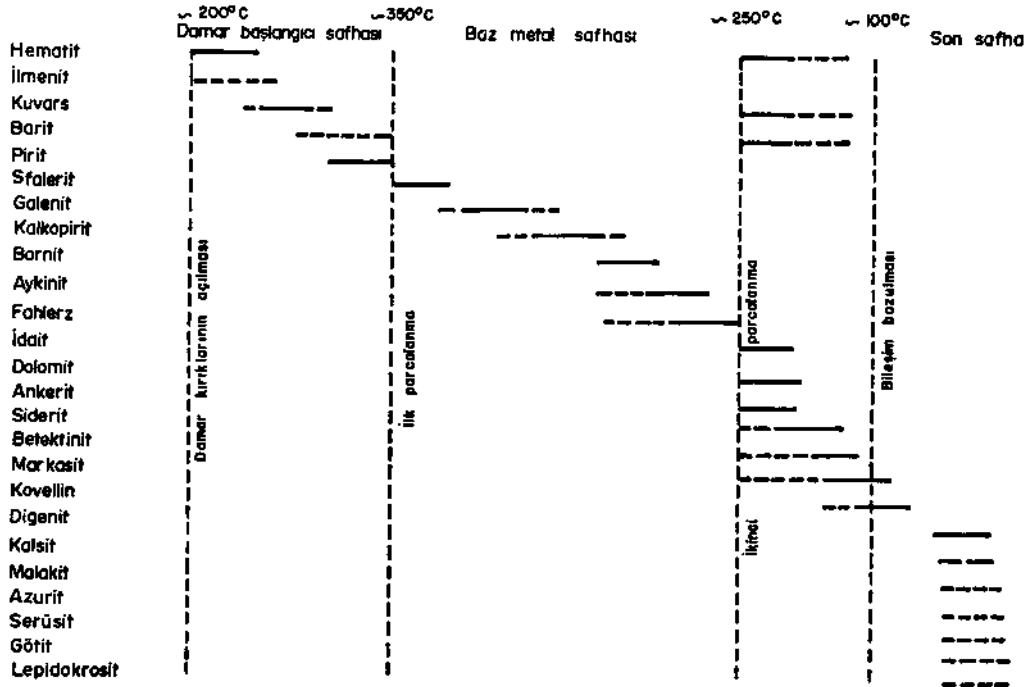 ~ 200°C ~350°C ~ 250°C ~ 100°C
Damar başlangıcı safhası Baz metal safhası Son safha
Hematit
İlmenit
Kuvars
Barit
Pirit
Sfalerit
Galenit
Kalkopirit
Bornit
Aykinit
Fahlerz
İdait
Dolomit
Ankerit
Siderit
Betektinit
Markasit
Kovellin
Digenit
Kalsit
Malakit
Azurit
Serüsit
Götit
Lepidokrosit
Damar kırıklarının açılması
İlk parçalanma
İkinci parcalanma
Bileşim bozulması